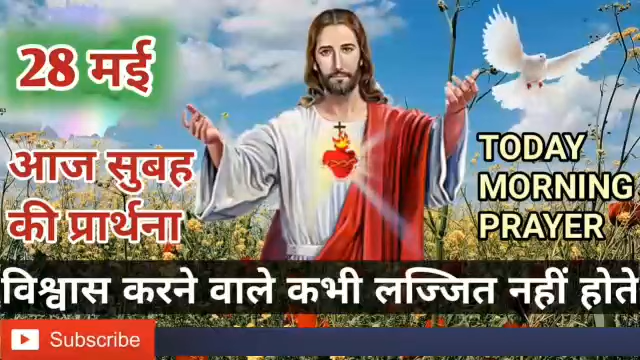 28 मई
आज सुबह
की प्रार्थना
TODAY
MORNING
PRAYER
विश्वास करने वाले कभी लज्जित नहीं होते
Subscribe